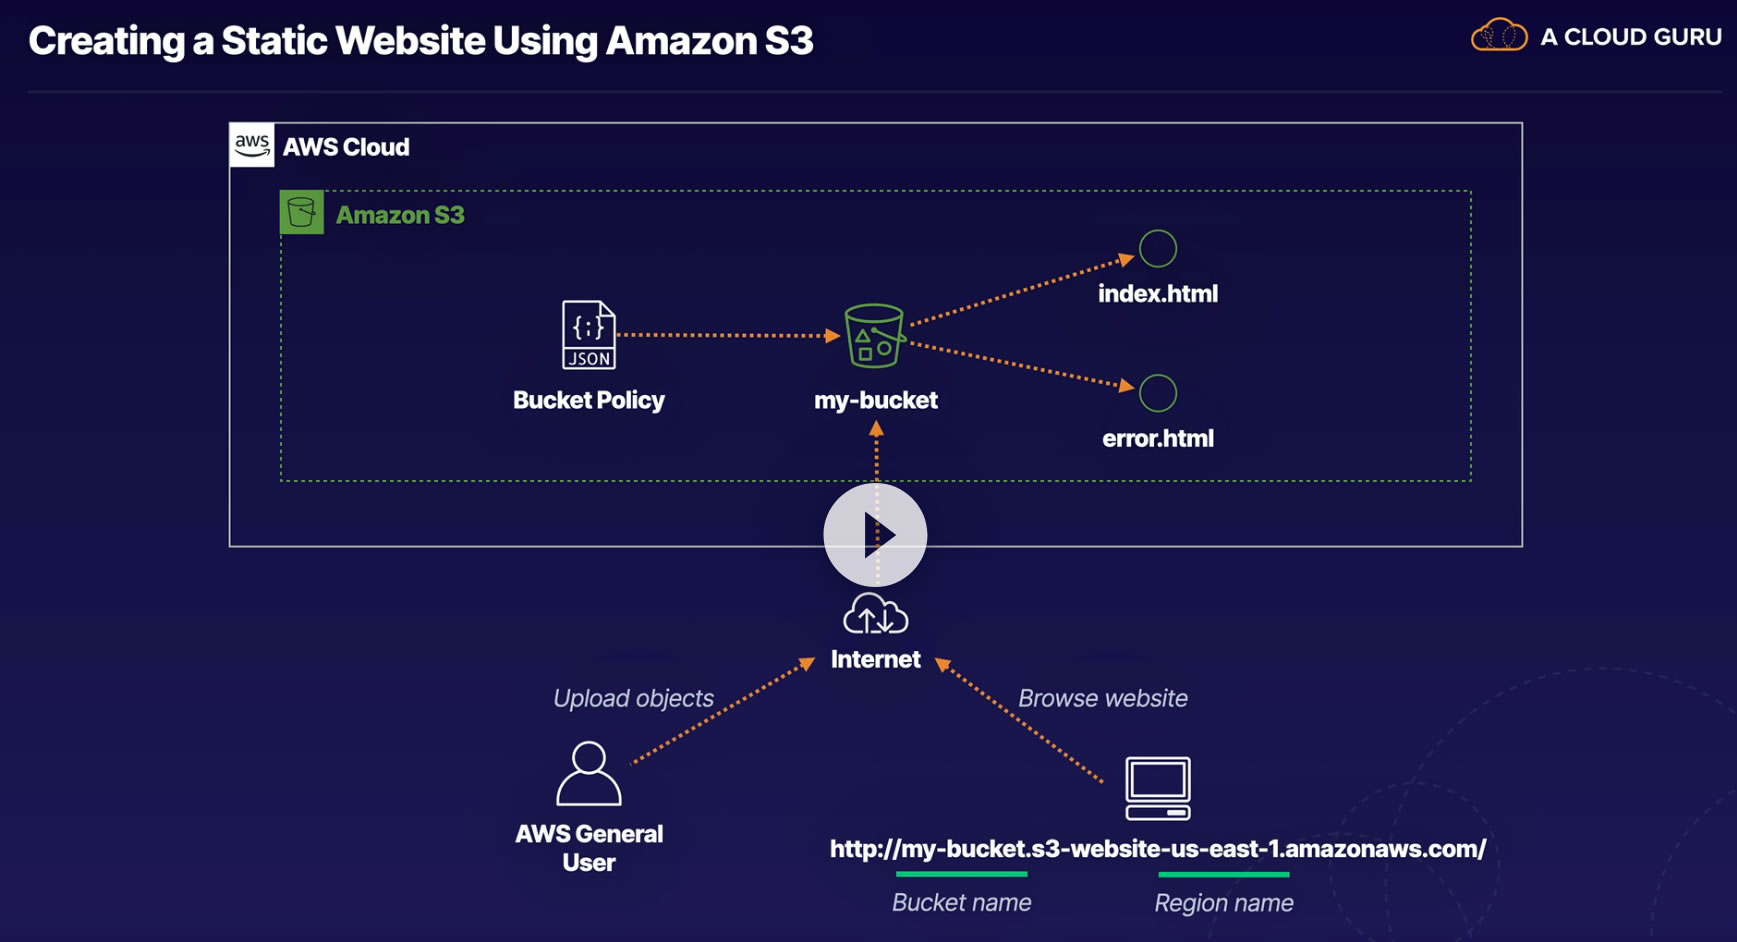 Creating a Static Website Using Amazon S3
A CLOUD GURU
aws
AWS Cloud
Amazon S3
index.html
{;}
JSON
Bucket Policy
my-bucket
error.html
Internet
Upload objects
Browse website
AWS General
User
http://my-bucket.s3-website-us-east-1.amazonaws.com/
Bucket name
Region name